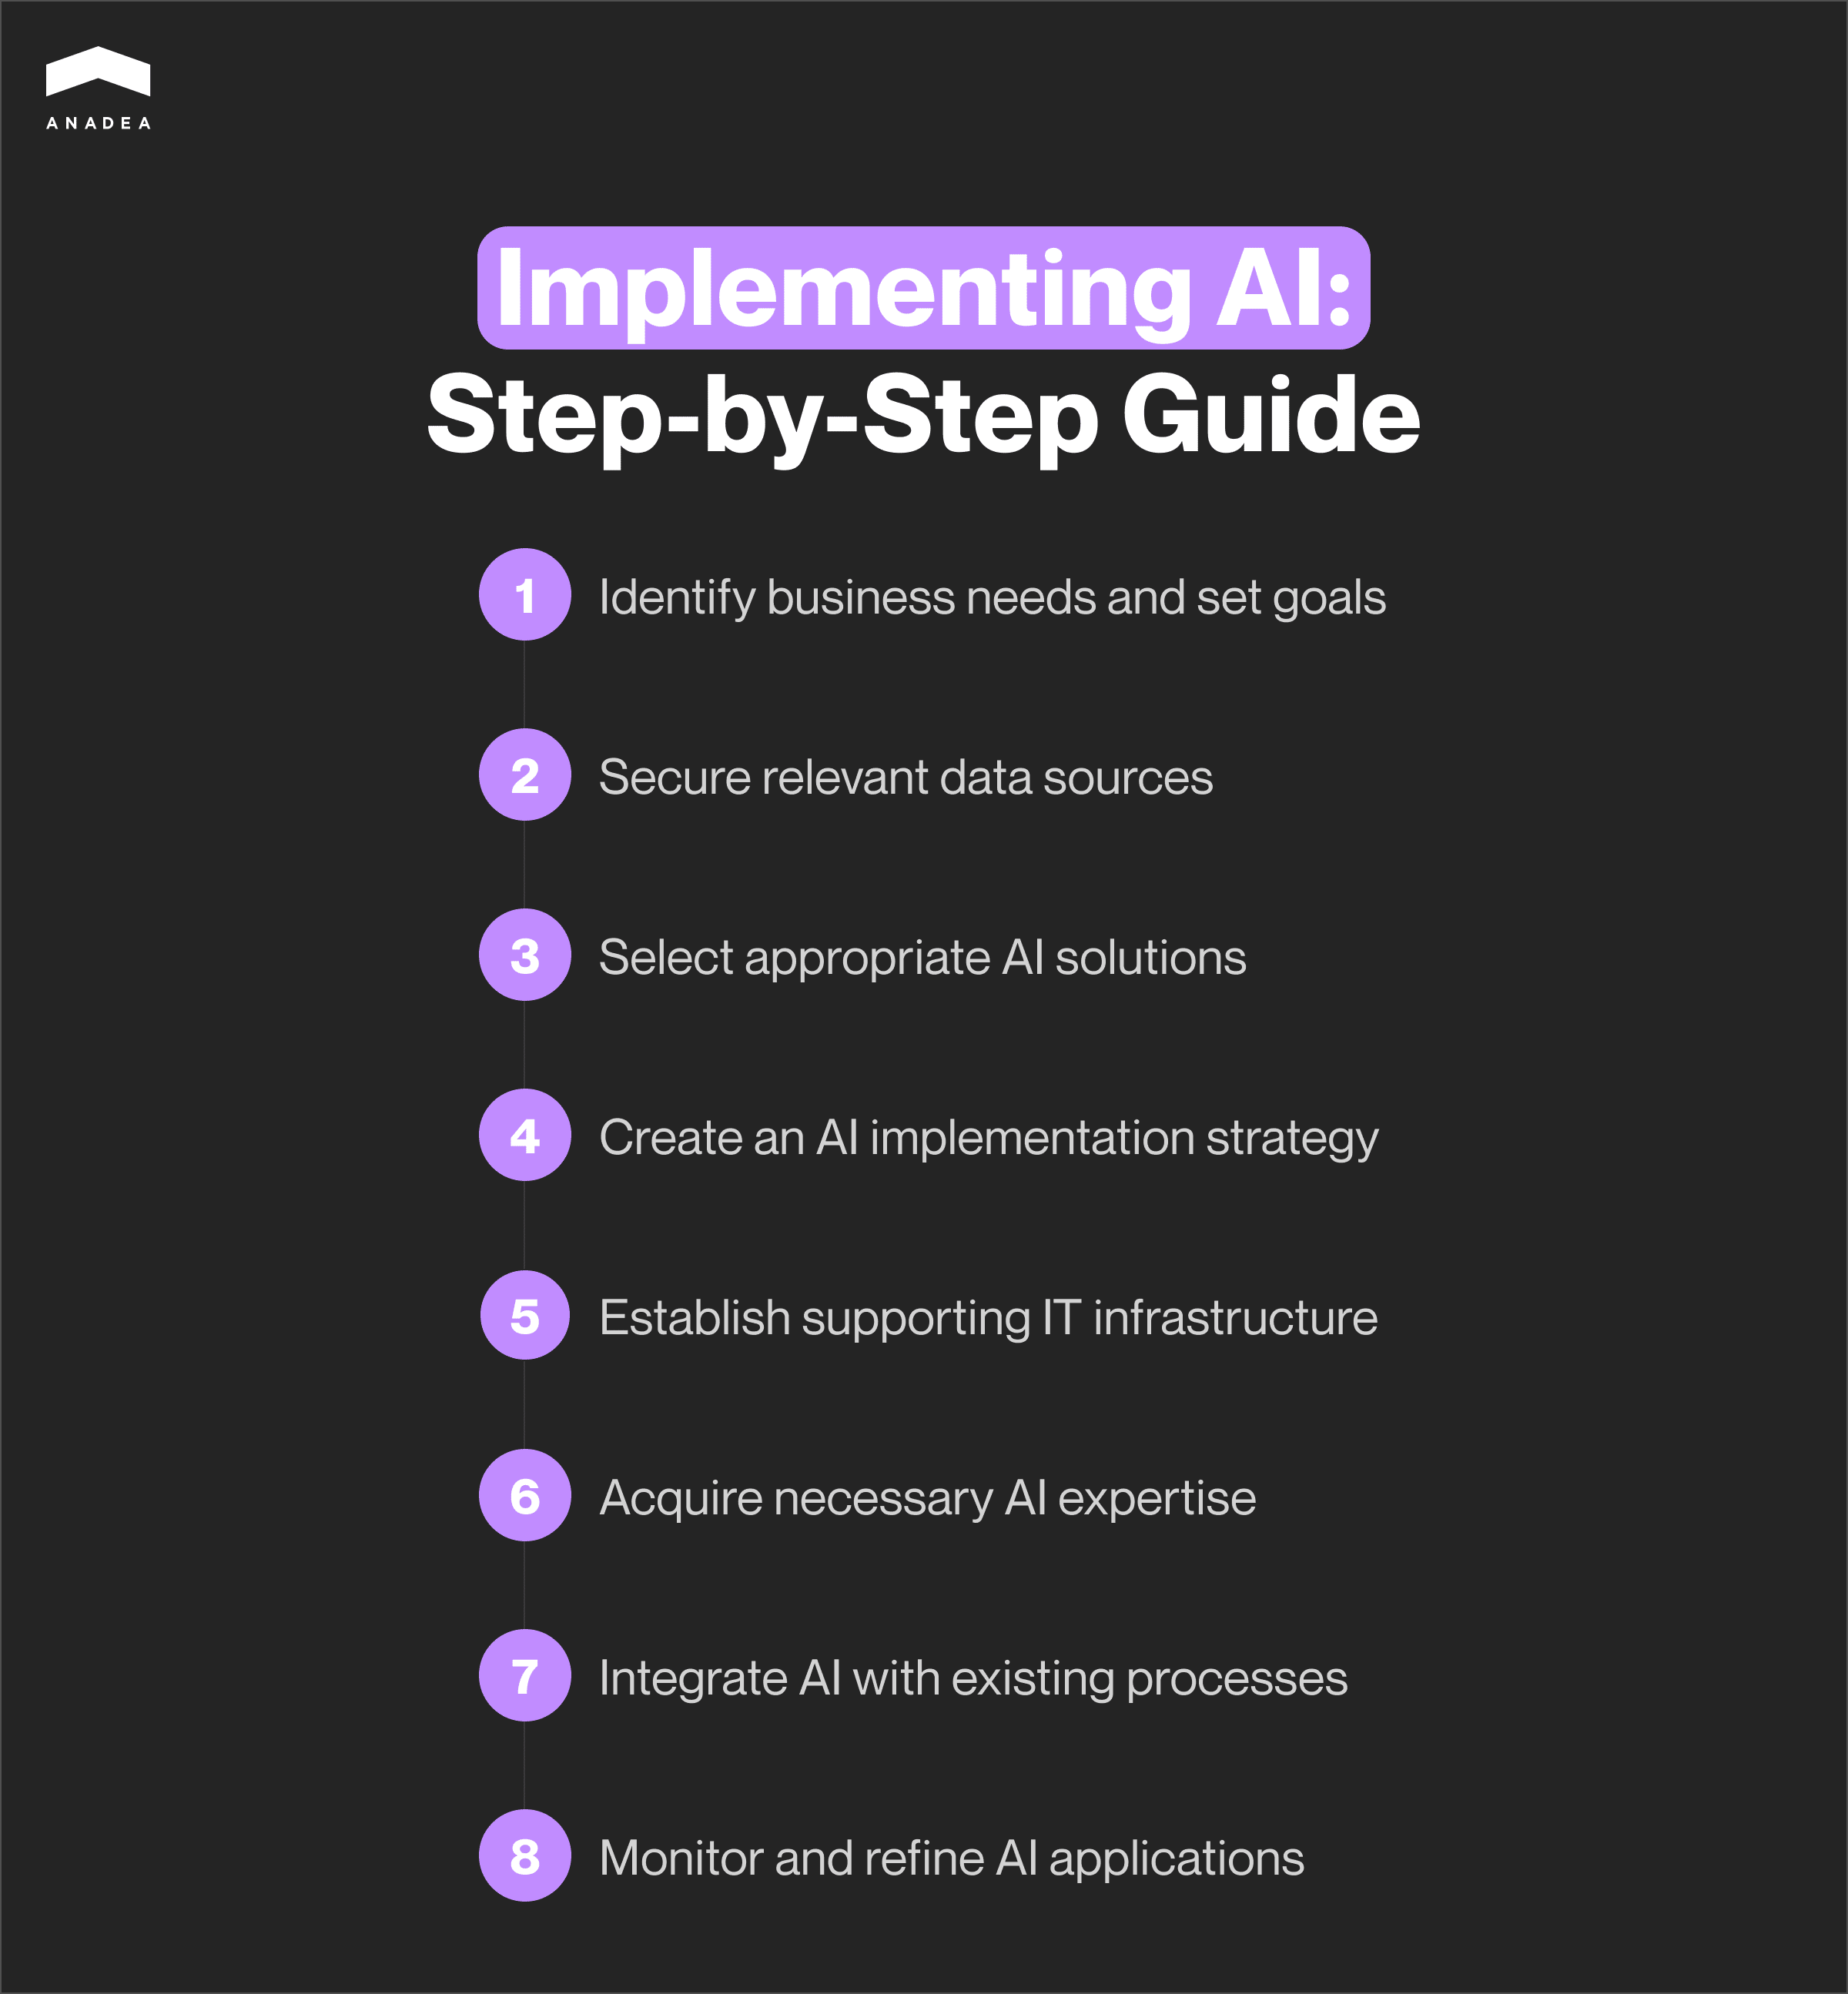 ANADEA
Implementing AI:
Step-by-Step Guide
1 Identify business needs and set goals
2 Secure relevant data sources
3 Select appropriate AI solutions
4 Create an AI implementation strategy
5 Establish supporting IT infrastructure
6 Acquire necessary AI expertise
7 Integrate AI with existing processes
8 Monitor and refine AI applications